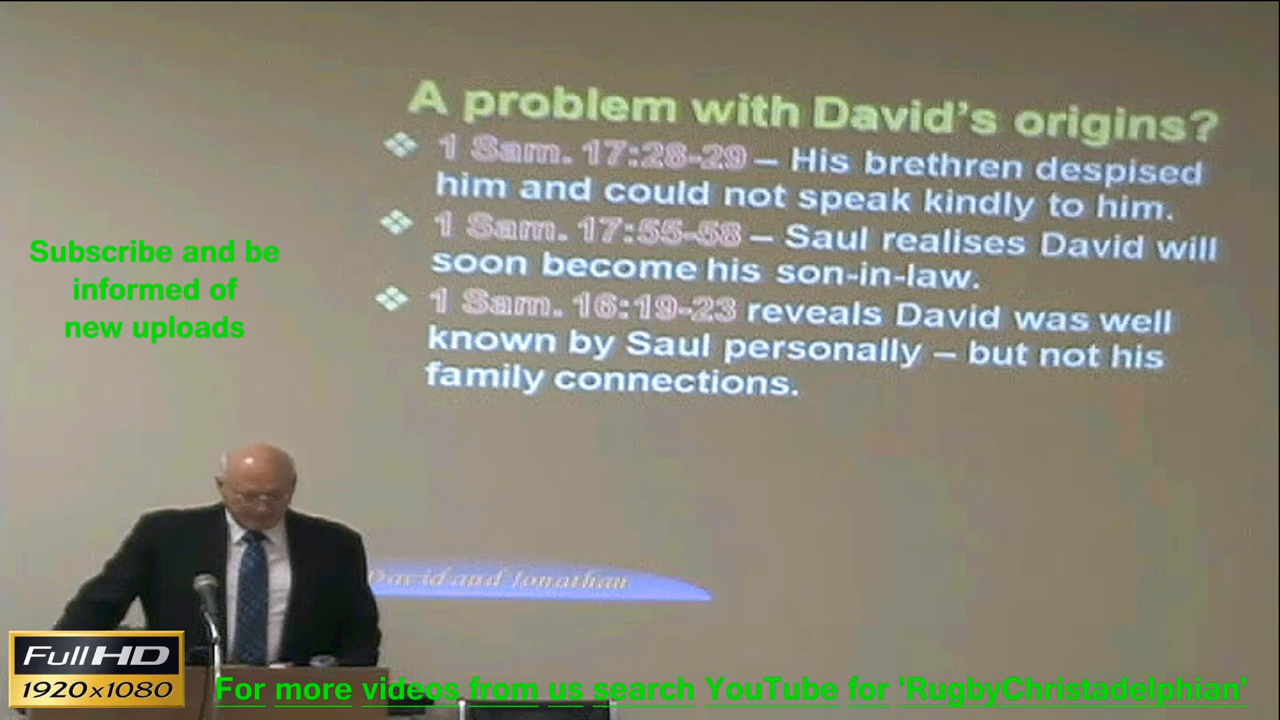 A problem with David's origins?
1 Sam. 17:28-29 – His brethren despised
him and could not speak kindly to him.
1 Sam. 17:55-58 – Saul realises David will
soon become his son-in-law.
1 Sam. 16:19-23 reveals David was well
known by Saul personally – but not his
family connections.
Subscribe and be
informed of
new uploads
David and Jonathan
Full HD
1920x1080
For more videos from us search YouTube for 'RugbyChristadelphian'